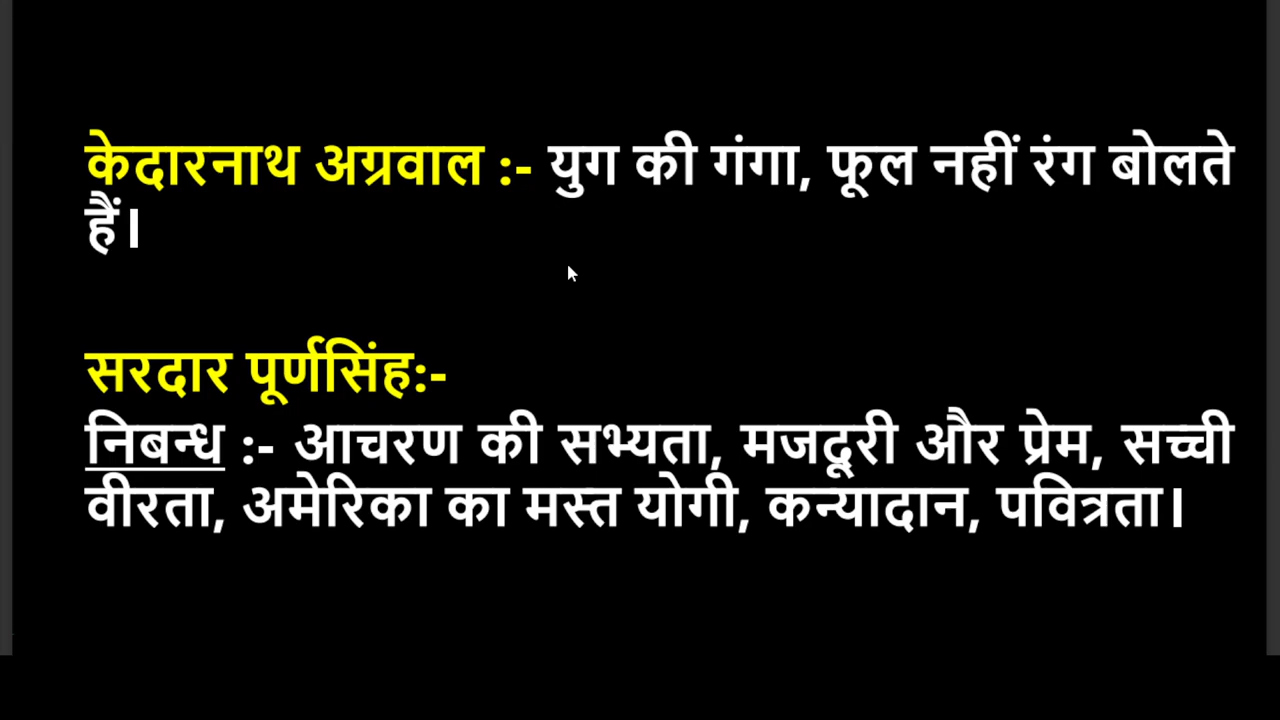 केदारनाथ अग्रवाल :- युग की गंगा, फूल नहीं रंग बोलते
हैं।
सरदार पूर्णसिंह:-
निबन्ध :- आचरण की सभ्यता, मजदूरी और प्रेम, सच्ची
वीरता, अमेरिका का मस्त योगी, कन्यादान, पवित्रता।